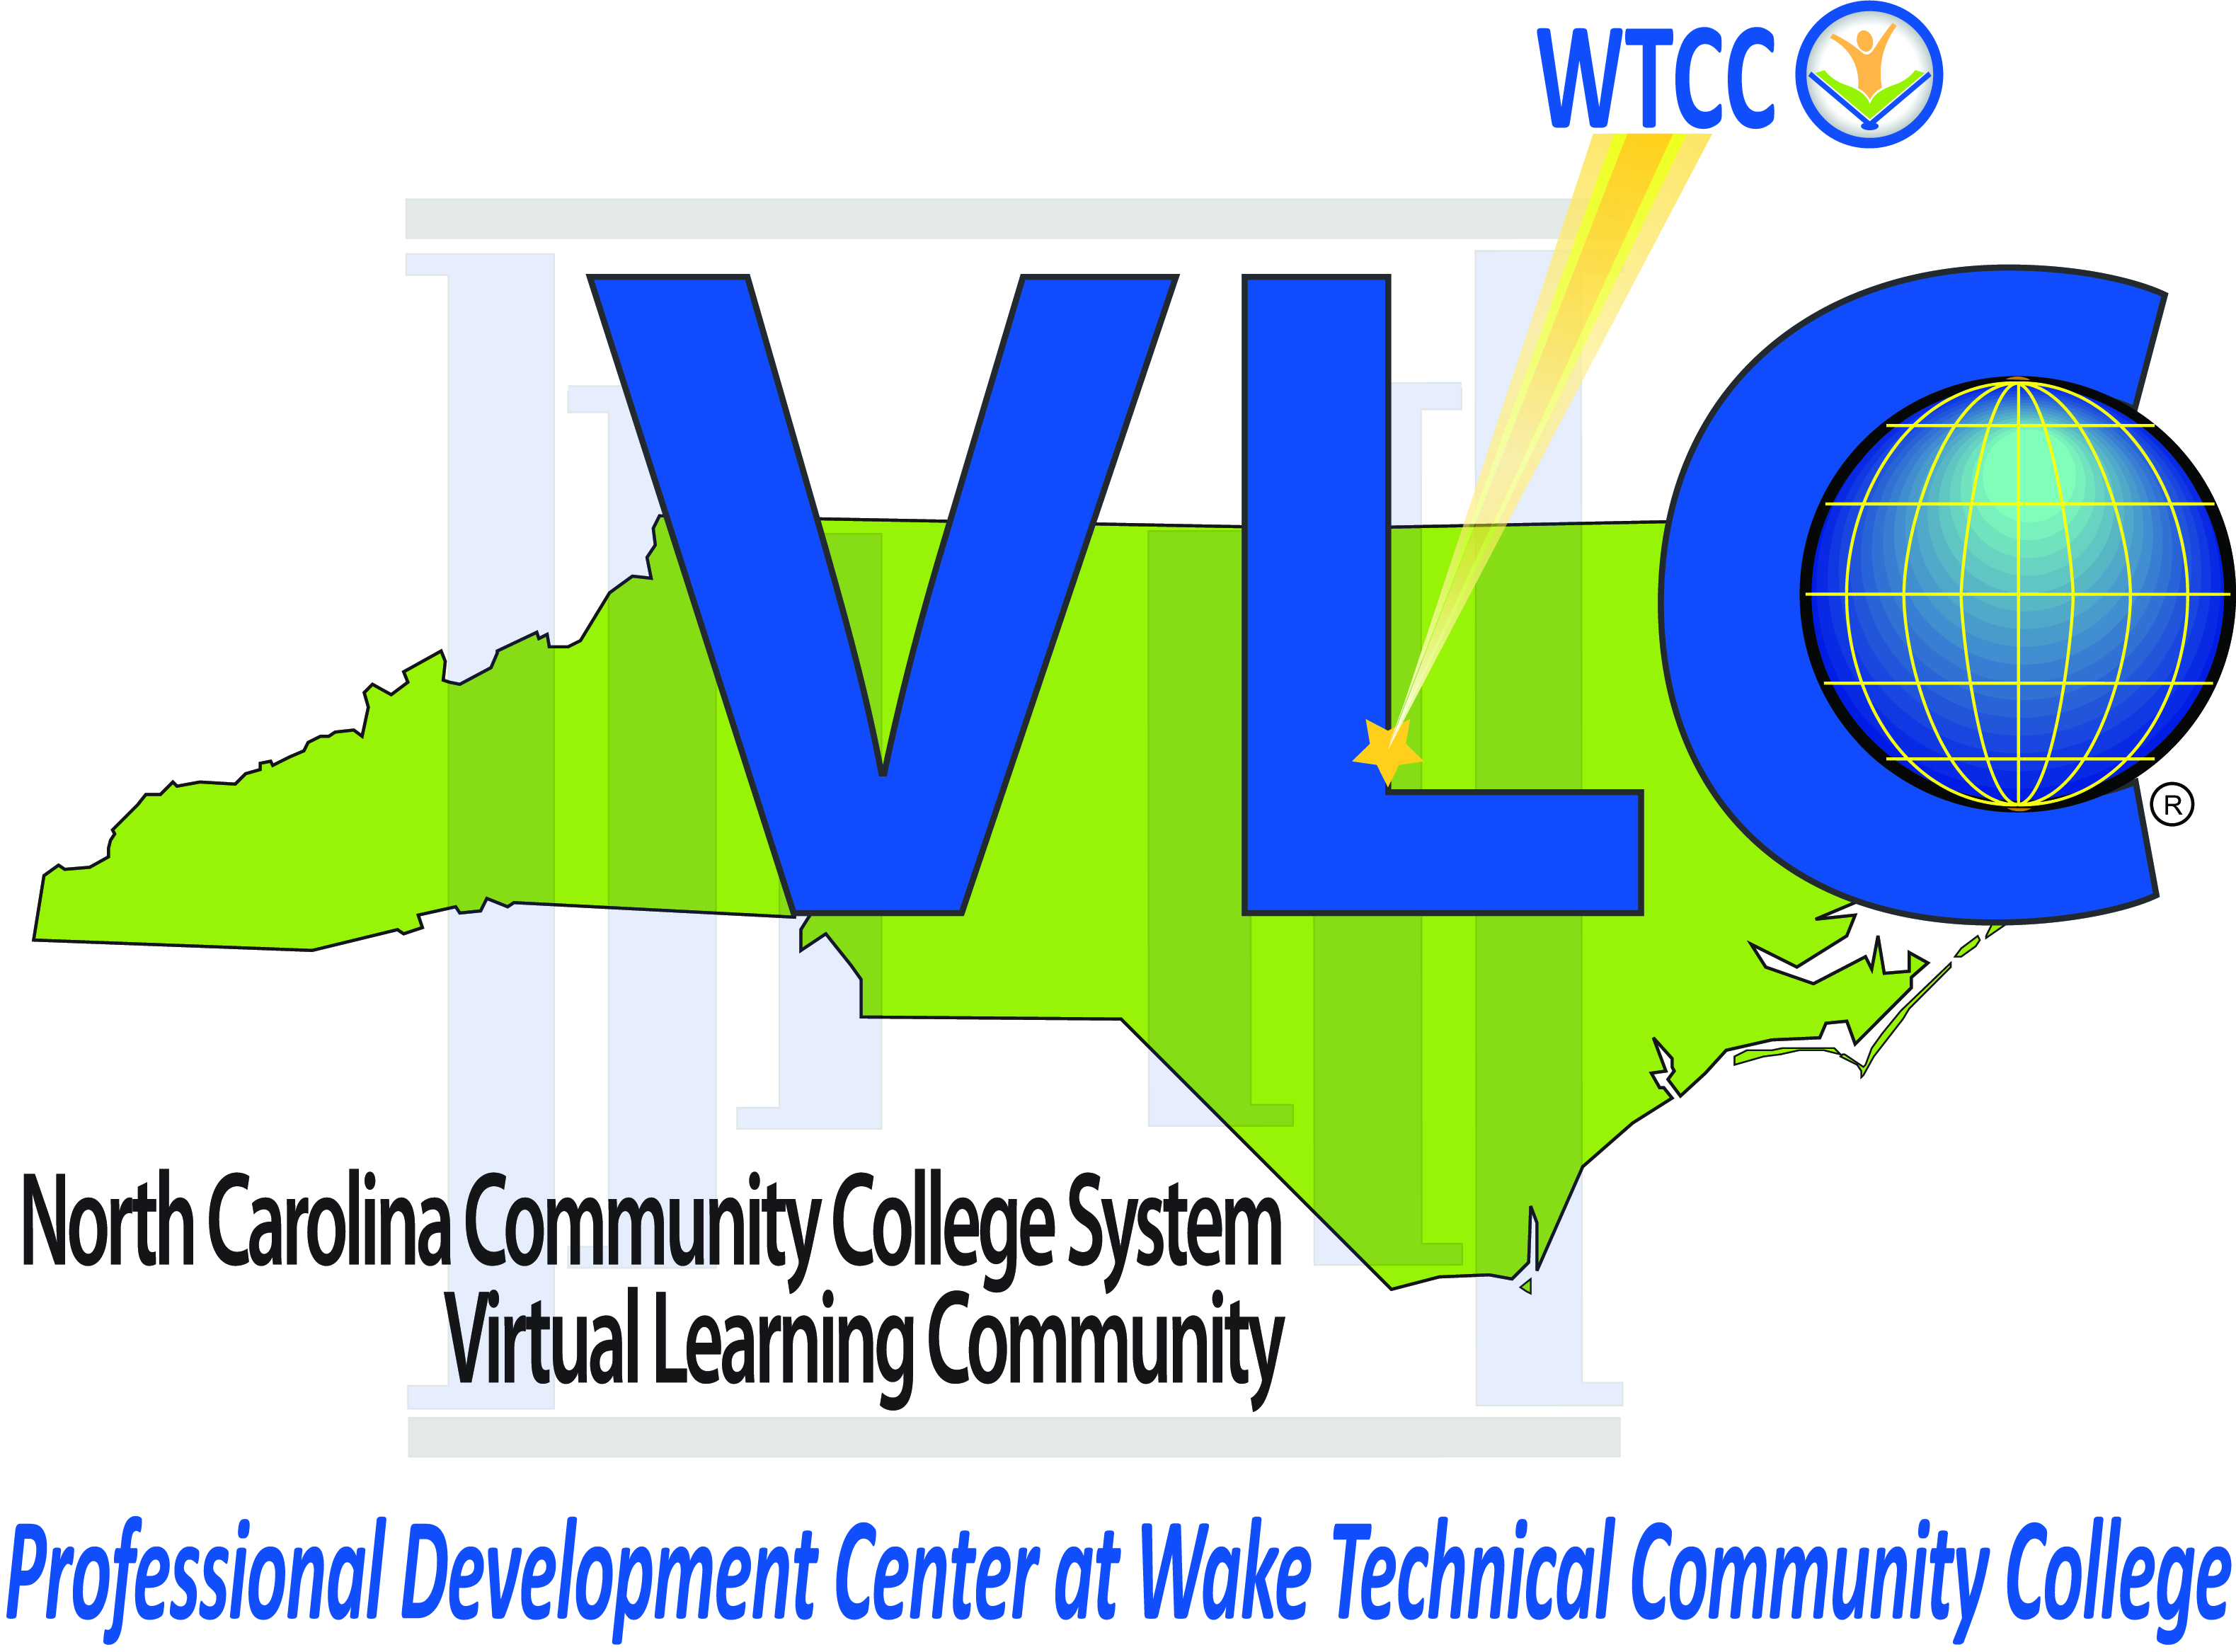 WTCC
VLC
®
North Carolina Community College System
Virtual Learning Community
Professional Development Center at Wake Technical Community College